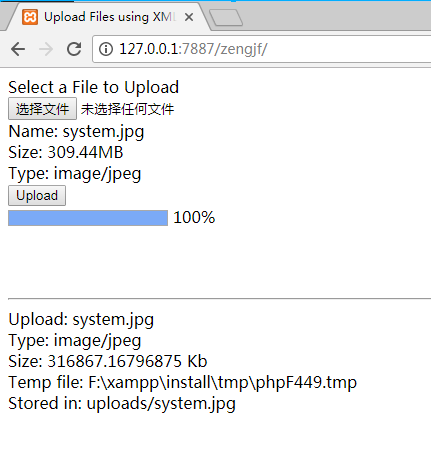 Upload Files using XML
127.0.0.1:7887/zengjf/
Select a File to Upload
选择文件 未选择任何文件
Name: system.jpg
Size: 309.44MB
Type: image/jpeg
Upload
100%
Upload: system.jpg
Type: image/jpeg
Size: 316867.16796875 Kb
Temp file: F:\xampp\install\tmp\phpF449.tmp
Stored in: uploads/system.jpg